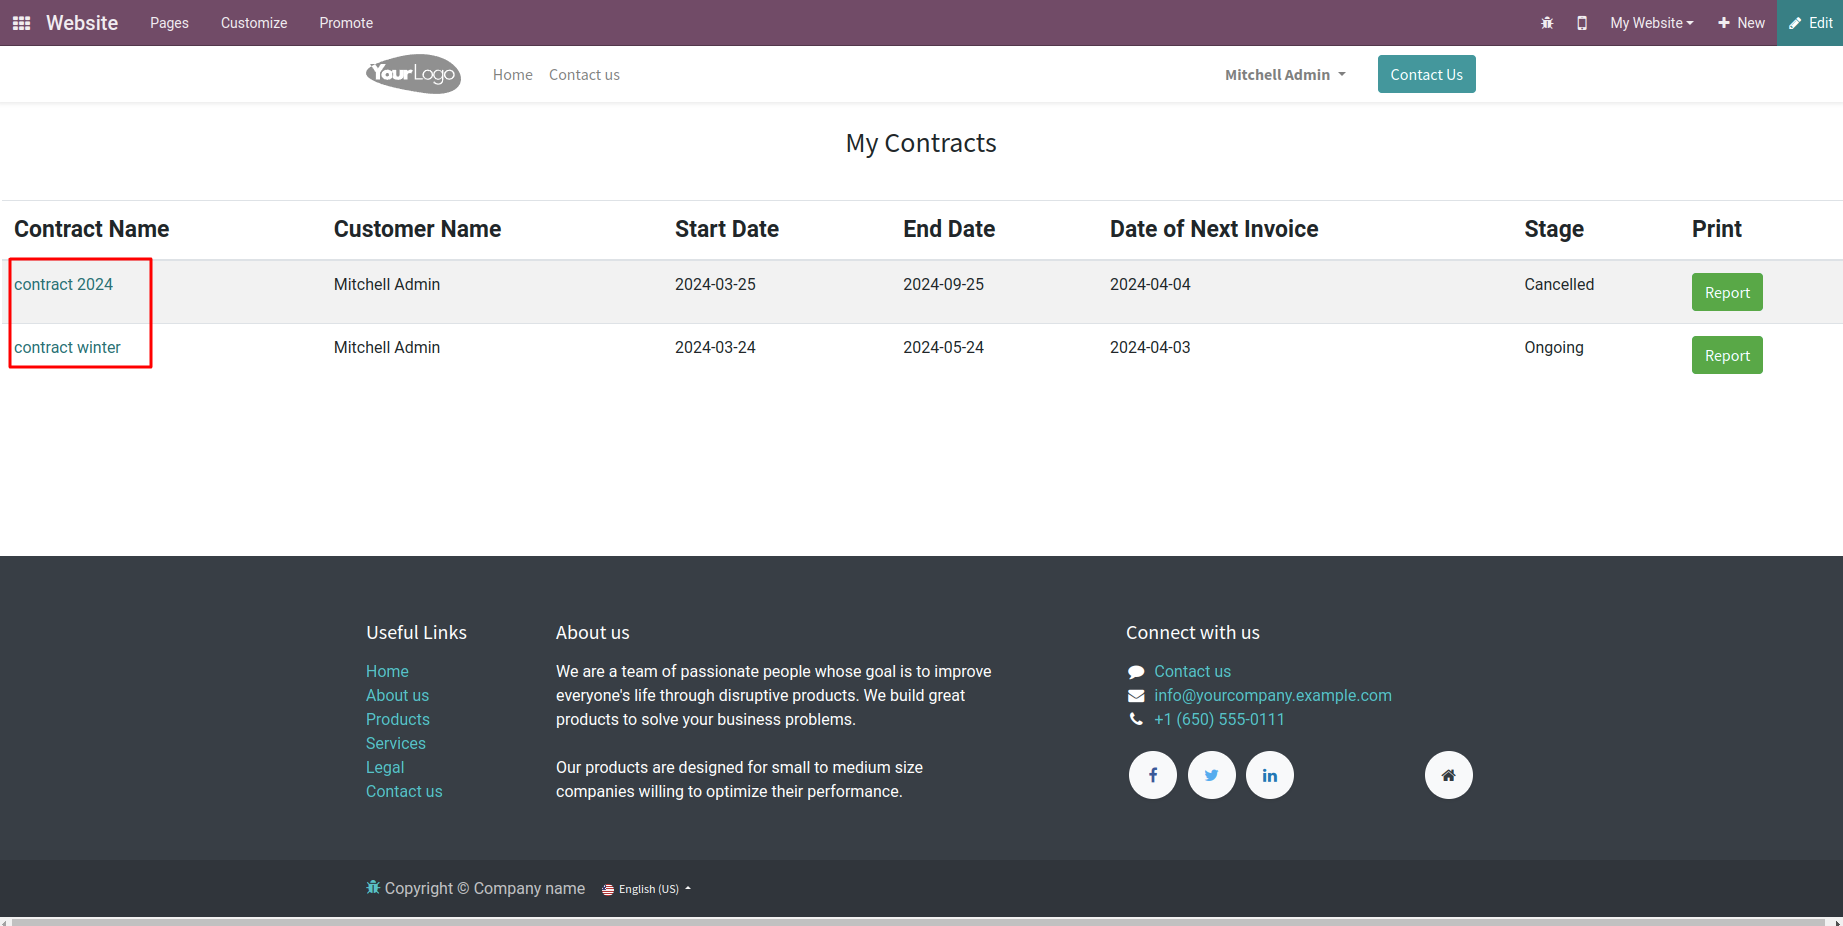 Website Pages Customize Promote My Website New Edit
YourLogo Home Contact us Mitchell Admin Contact Us
My Contracts
Contract Name Customer Name Start Date End Date Date of Next Invoice Stage Print
contract 2024 Mitchell Admin 2024-03-25 2024-09-25 2024-04-04 Cancelled Report
contract winter Mitchell Admin 2024-03-24 2024-05-24 2024-04-03 Ongoing Report
Useful Links
Home
About us
Products
Services
Legal
Contact us
About us
We are a team of passionate people whose goal is to improve
everyone's life through disruptive products. We build great
products to solve your business problems.
Our products are designed for small to medium size
companies willing to optimize their performance.
Connect with us
Contact us
info@yourcompany.example.com
+1 (650) 555-0111
Copyright © Company name English (US)